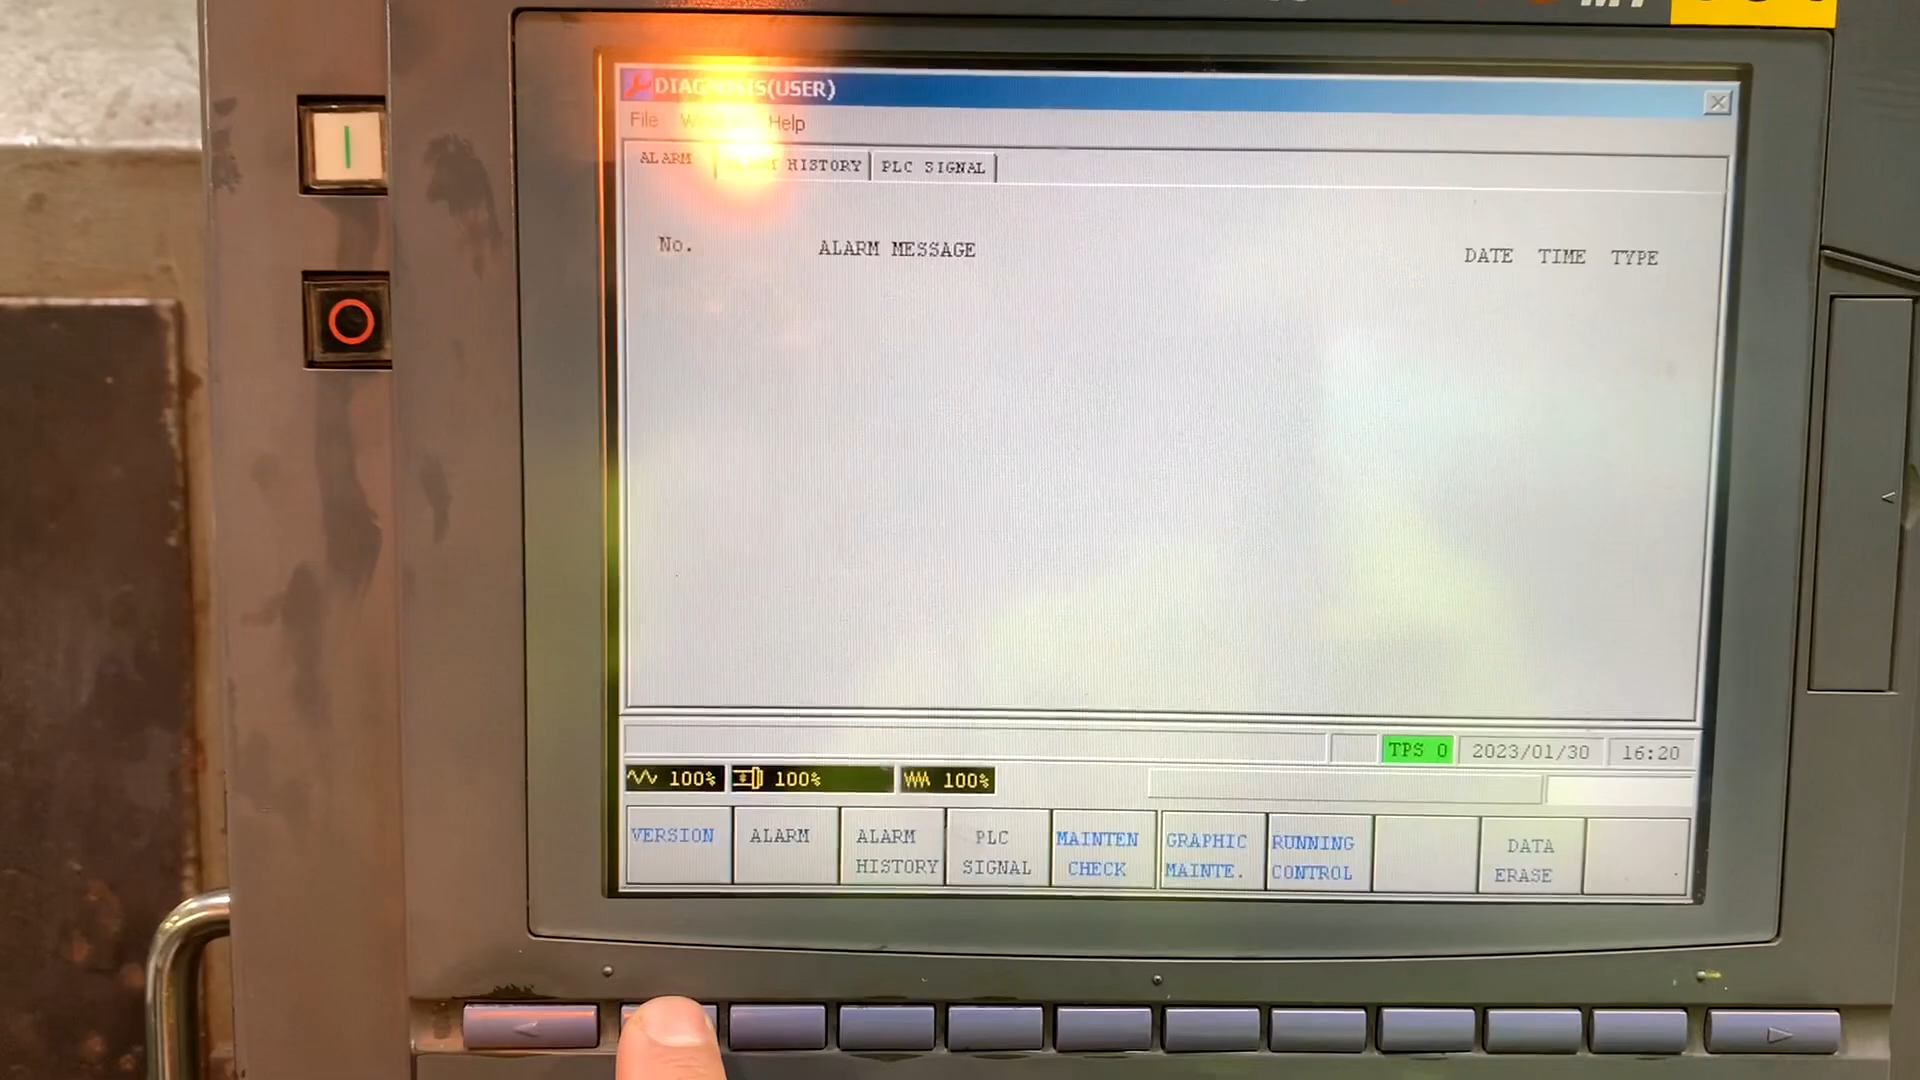 (USER)
File Help
ALARM HISTORY PLC SIGNAL
No. ALARM MESSAGE DATE TIME TYPE
TPS 0 2023/01/30 16:20
100% 100% 100%
VERSION ALARM ALARM HISTORY PLC SIGNAL MAINTEN CHECK GRAPHIC MAINTE. RUNNING CONTROL DATA ERASE